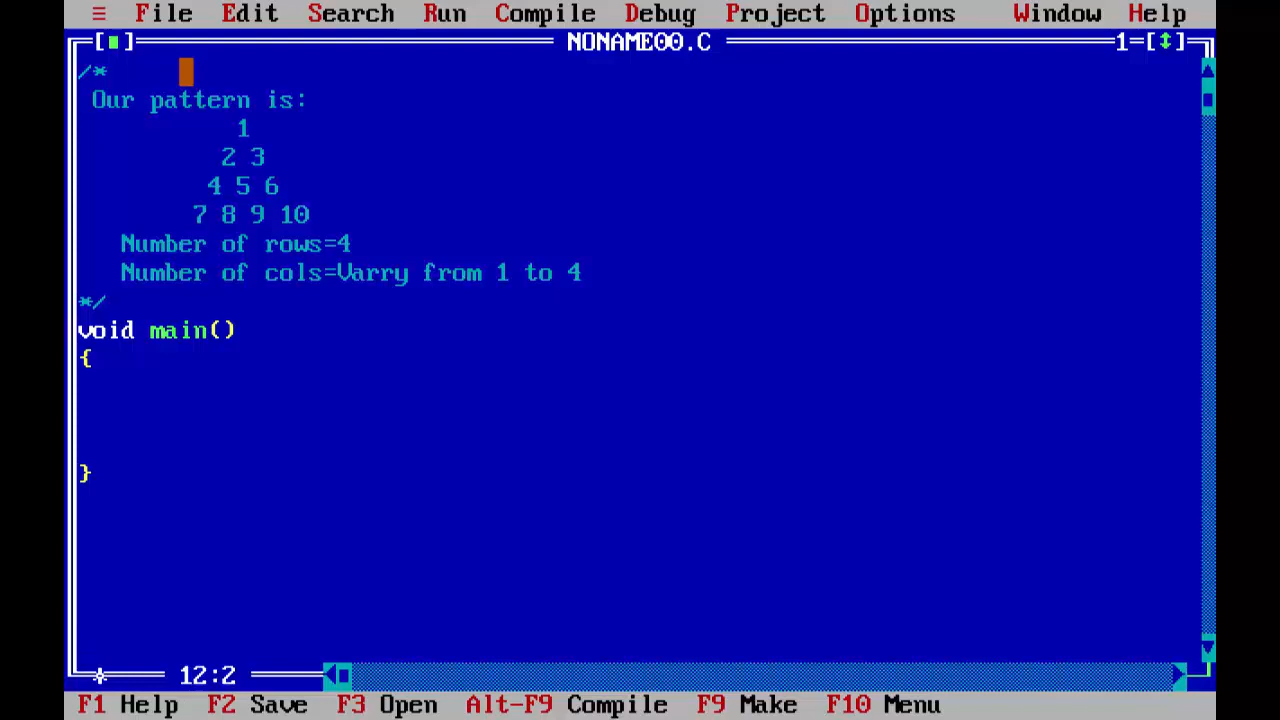 ≡ File Edit Search Run Compile Debug Project Options Window Help
[■] NONAME00.C 1=[↕]
/*
Our pattern is:
1
2 3
4 5 6
7 8 9 10
Number of rows=4
Number of cols=Varry from 1 to 4
*/
void main()
{
}
12:2
F1 Help F2 Save F3 Open Alt-F9 Compile F9 Make F10 Menu